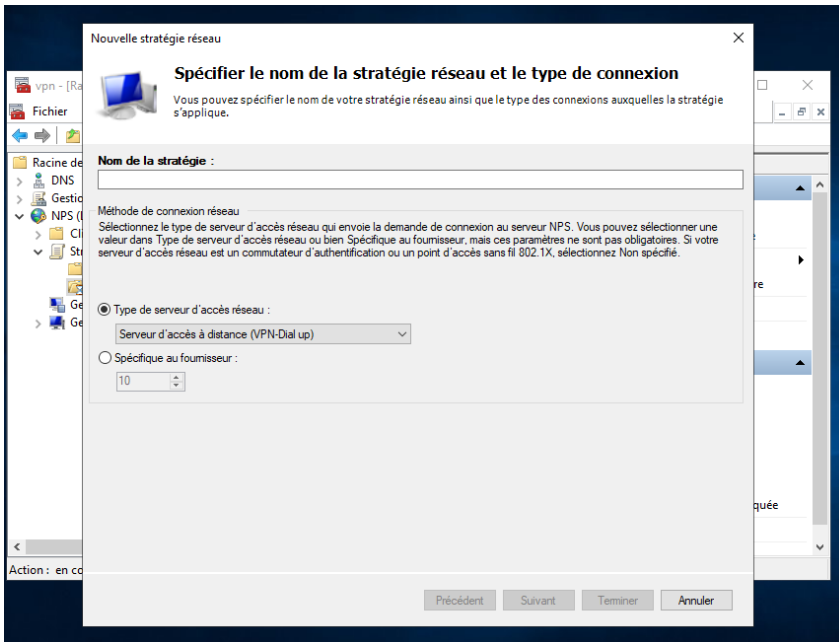 Nouvelle stratégie réseau
Spécifier le nom de la stratégie réseau et le type de connexion
Vous pouvez spécifier le nom de votre stratégie réseau ainsi que le type des connexions auxquelles la stratégie
s'applique.
vpn - [Ra
Fichier
Racine de
DNS
Gestio
NPS (
Cli
Str
Ge
Ge
Nom de la stratégie :
Méthode de connexion réseau
Sélectionnez le type de serveur d'accès réseau qui envoie la demande de connexion au serveur NPS. Vous pouvez sélectionner une
valeur dans Type de serveur d'accès réseau ou bien Spécifique au fournisseur, mais ces paramètres ne sont pas obligatoires. Si votre
serveur d'accès réseau est un commutateur d'authentification ou un point d'accès sans fil 802.1X, sélectionnez Non spécifié.
Type de serveur d'accès réseau :
Serveur d'accès à distance (VPN-Dial up)
Spécifique au fournisseur :
10
re
quée
Action : en co
Précédent Suivant Terminer Annuler